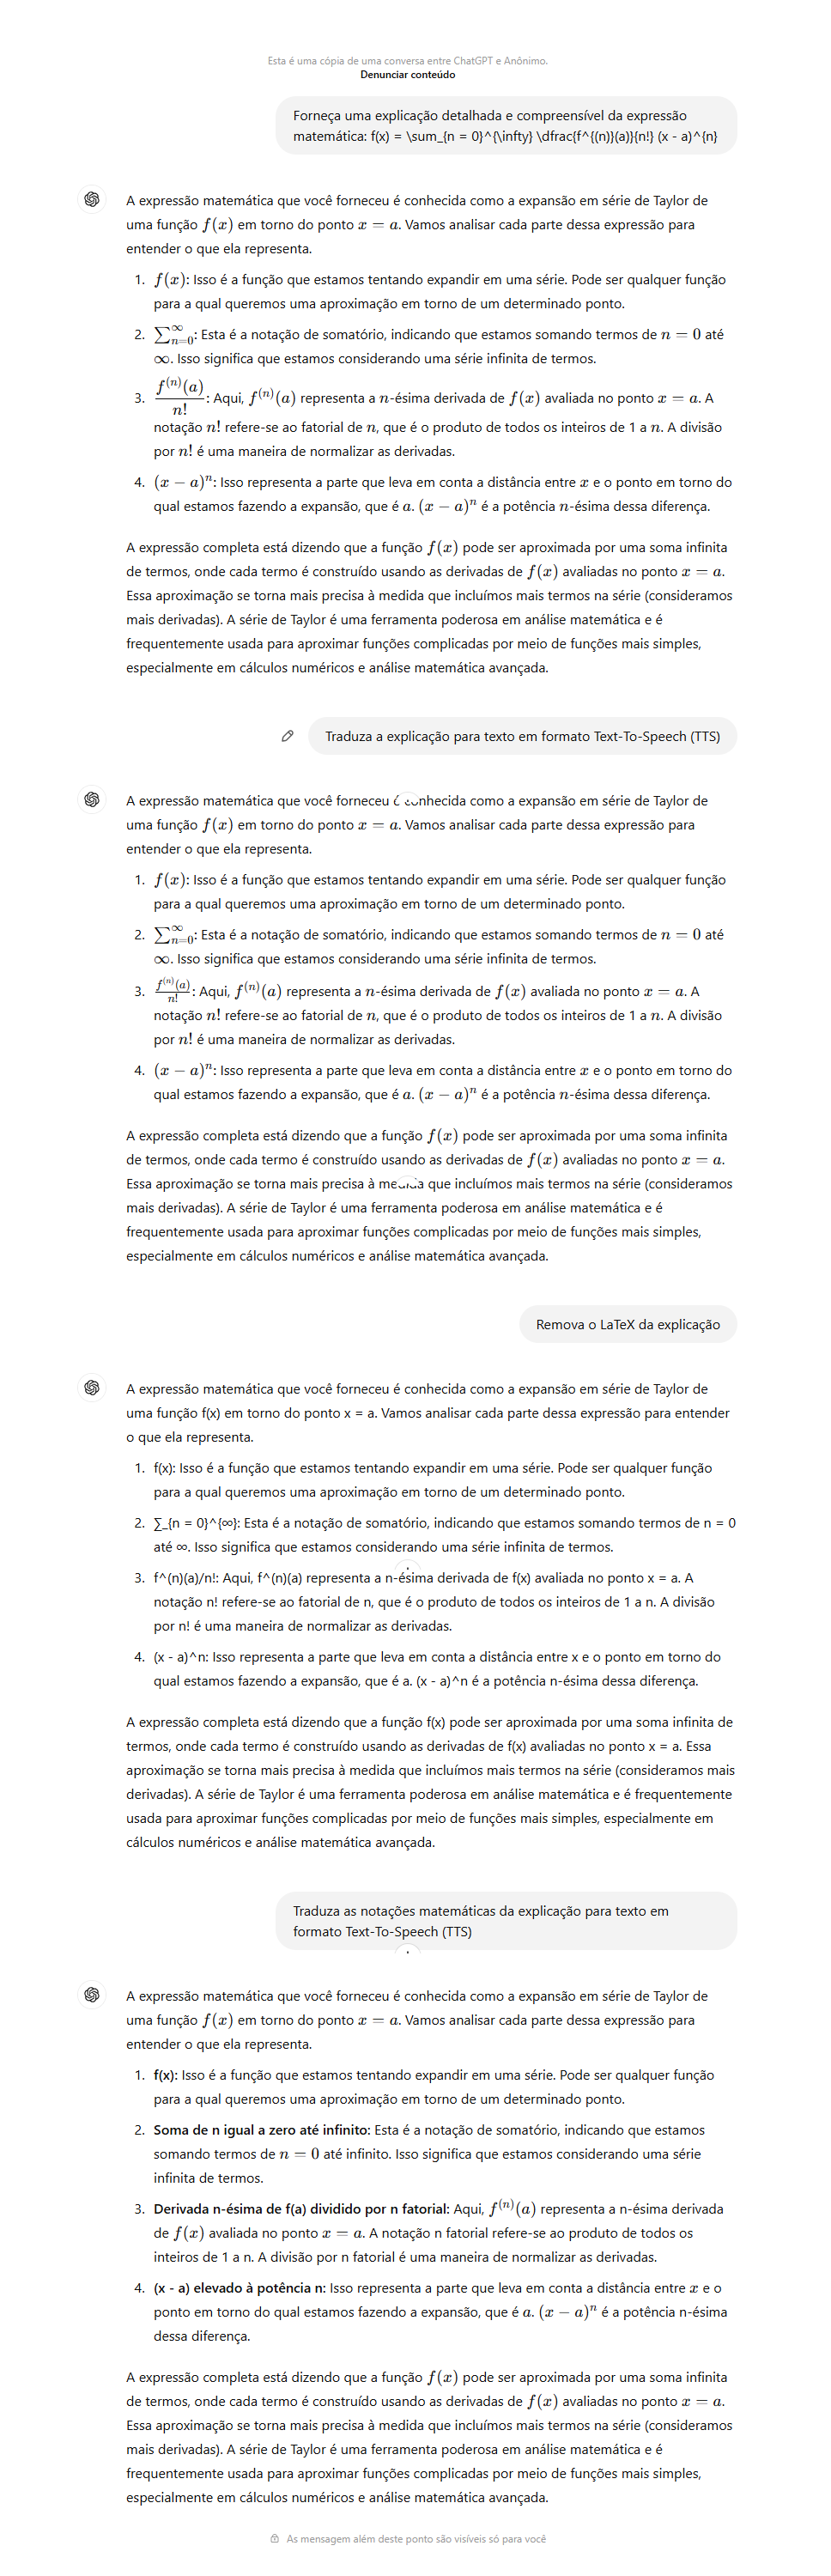 Esta é uma cópia de uma conversa entre ChatGPT e Anônimo.
Denunciar conteúdo
Forneça uma explicação detalhada e compreensível da expressão
matemática: f(x) = \sum_{n = 0}^{\infty} \dfrac{f^{(n)}(a)}{n!} (x - a)^{n}
A expressão matemática que você forneceu é conhecida como a expansão em série de Taylor de
uma função f(x) em torno do ponto x = a. Vamos analisar cada parte dessa expressão para
entender o que ela representa.
1. f(x): Isso é a função que estamos tentando expandir em uma série. Pode ser qualquer função
para a qual queremos uma aproximação em torno de um determinado ponto.
2. ∑_{n=0}^{∞}: Esta é a notação de somatório, indicando que estamos somando termos de n = 0 até
∞. Isso significa que estamos considerando uma série infinita de termos.
3. f^{(n)}(a)/n!: Aqui, f^{(n)}(a) representa a n-ésima derivada de f(x) avaliada no ponto x = a. A
notação n! refere-se ao fatorial de n, que é o produto de todos os inteiros de 1 a n. A divisão
por n! é uma maneira de normalizar as derivadas.
4. (x − a)^n: Isso representa a parte que leva em conta a distância entre x e o ponto em torno do
qual estamos fazendo a expansão, que é a. (x − a)^n é a potência n-ésima dessa diferença.
A expressão completa está dizendo que a função f(x) pode ser aproximada por uma soma infinita
de termos, onde cada termo é construído usando as derivadas de f(x) avaliadas no ponto x = a.
Essa aproximação se torna mais precisa à medida que incluímos mais termos na série (consideramos
mais derivadas). A série de Taylor é uma ferramenta poderosa em análise matemática e é
frequentemente usada para aproximar funções complicadas por meio de funções mais simples,
especialmente em cálculos numéricos e análise matemática avançada.
Traduza a explicação para texto em formato Text-To-Speech (TTS)
A expressão matemática que você forneceu é conhecida como a expansão em série de Taylor de
uma função f(x) em torno do ponto x = a. Vamos analisar cada parte dessa expressão para
entender o que ela representa.
1. f(x): Isso é a função que estamos tentando expandir em uma série. Pode ser qualquer função
para a qual queremos uma aproximação em torno de um determinado ponto.
2. ∑_{n=0}^{∞}: Esta é a notação de somatório, indicando que estamos somando termos de n = 0 até
∞. Isso significa que estamos considerando uma série infinita de termos.
3. f^{(n)}(a)/n!: Aqui, f^{(n)}(a) representa a n-ésima derivada de f(x) avaliada no ponto x = a. A
notação n! refere-se ao fatorial de n, que é o produto de todos os inteiros de 1 a n. A divisão
por n! é uma maneira de normalizar as derivadas.
4. (x − a)^n: Isso representa a parte que leva em conta a distância entre x e o ponto em torno do
qual estamos fazendo a expansão, que é a. (x − a)^n é a potência n-ésima dessa diferença.
A expressão completa está dizendo que a função f(x) pode ser aproximada por uma soma infinita
de termos, onde cada termo é construído usando as derivadas de f(x) avaliadas no ponto x = a.
Essa aproximação se torna mais precisa à medida que incluímos mais termos na série (consideramos
mais derivadas). A série de Taylor é uma ferramenta poderosa em análise matemática e é
frequentemente usada para aproximar funções complicadas por meio de funções mais simples,
especialmente em cálculos numéricos e análise matemática avançada.
Remova o LaTeX da explicação
A expressão matemática que você forneceu é conhecida como a expansão em série de Taylor de
uma função f(x) em torno do ponto x = a. Vamos analisar cada parte dessa expressão para entender
o que ela representa.
1. f(x): Isso é a função que estamos tentando expandir em uma série. Pode ser qualquer função
para a qual queremos uma aproximação em torno de um determinado ponto.
2. ∑_{n = 0}^{∞}: Esta é a notação de somatório, indicando que estamos somando termos de n = 0
até ∞. Isso significa que estamos considerando uma série infinita de termos.
3. f^(n)(a)/n!: Aqui, f^(n)(a) representa a n-ésima derivada de f(x) avaliada no ponto x = a. A
notação n! refere-se ao fatorial de n, que é o produto de todos os inteiros de 1 a n. A divisão
por n! é uma maneira de normalizar as derivadas.
4. (x - a)^n: Isso representa a parte que leva em conta a distância entre x e o ponto em torno do
qual estamos fazendo a expansão, que é a. (x - a)^n é a potência n-ésima dessa diferença.
A expressão completa está dizendo que a função f(x) pode ser aproximada por uma soma infinita de
termos, onde cada termo é construído usando as derivadas de f(x) avaliadas no ponto x = a. Essa
aproximação se torna mais precisa à medida que incluímos mais termos na série (consideramos mais
derivadas). A série de Taylor é uma ferramenta poderosa em análise matemática e é frequentemente
usada para aproximar funções complicadas por meio de funções mais simples, especialmente em
cálculos numéricos e análise matemática avançada.
Traduza as notações matemáticas da explicação para texto em
formato Text-To-Speech (TTS)
A expressão matemática que você forneceu é conhecida como a expansão em série de Taylor de
uma função f(x) em torno do ponto x = a. Vamos analisar cada parte dessa expressão para
entender o que ela representa.
1. f(x): Isso é a função que estamos tentando expandir em uma série. Pode ser qualquer função
para a qual queremos uma aproximação em torno de um determinado ponto.
2. Soma de n igual a zero até infinito: Esta é a notação de somatório, indicando que estamos
somando termos de n = 0 até infinito. Isso significa que estamos considerando uma série
infinita de termos.
3. Derivada n-ésima de f(a) dividido por n fatorial: Aqui, f^{(n)}(a) representa a n-ésima derivada
de f(x) avaliada no ponto x = a. A notação n fatorial refere-se ao produto de todos os
inteiros de 1 a n. A divisão por n fatorial é uma maneira de normalizar as derivadas.
4. (x - a) elevado à potência n: Isso representa a parte que leva em conta a distância entre x e o
ponto em torno do qual estamos fazendo a expansão, que é a. (x − a)^n é a potência n-ésima
dessa diferença.
A expressão completa está dizendo que a função f(x) pode ser aproximada por uma soma infinita
de termos, onde cada termo é construído usando as derivadas de f(x) avaliadas no ponto x = a.
Essa aproximação se torna mais precisa à medida que incluímos mais termos na série (consideramos
mais derivadas). A série de Taylor é uma ferramenta poderosa em análise matemática e é
frequentemente usada para aproximar funções complicadas por meio de funções mais simples,
especialmente em cálculos numéricos e análise matemática avançada.
As mensagem além deste ponto são visíveis só para você